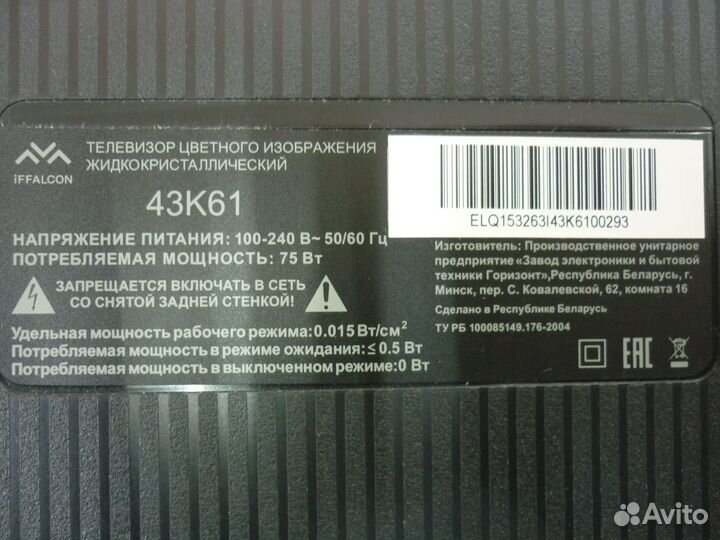 iFFALCON
ТЕЛЕВИЗОР ЦВЕТНОГО ИЗОБРАЖЕНИЯ
ЖИДКОКРИСТАЛЛИЧЕСКИЙ
43K61
НАПРЯЖЕНИЕ ПИТАНИЯ: 100-240 В~ 50/60 Гц
ПОТРЕБЛЯЕМАЯ МОЩНОСТЬ: 75 Вт
ЗАПРЕЩАЕТСЯ ВКЛЮЧАТЬ В СЕТЬ
СО СНЯТОЙ ЗАДНЕЙ СТЕНКОЙ!
Удельная мощность рабочего режима:0.015 Вт/см²
Потребляемая мощность в режиме ожидания:≤ 0.5 Вт
Потребляемая мощность в выключенном режиме:0 Вт
ELQ153263I43K6100293
Изготовитель: Производственное унитарное
предприятие «Завод электроники и бытовой
техники Горизонт»,Республика Беларусь, г.
Минск, пер. С. Ковалевской, 62, комната 16
Сделано в Республике Беларусь
ТУ РБ 100085149.176-2004
EAC
Avito